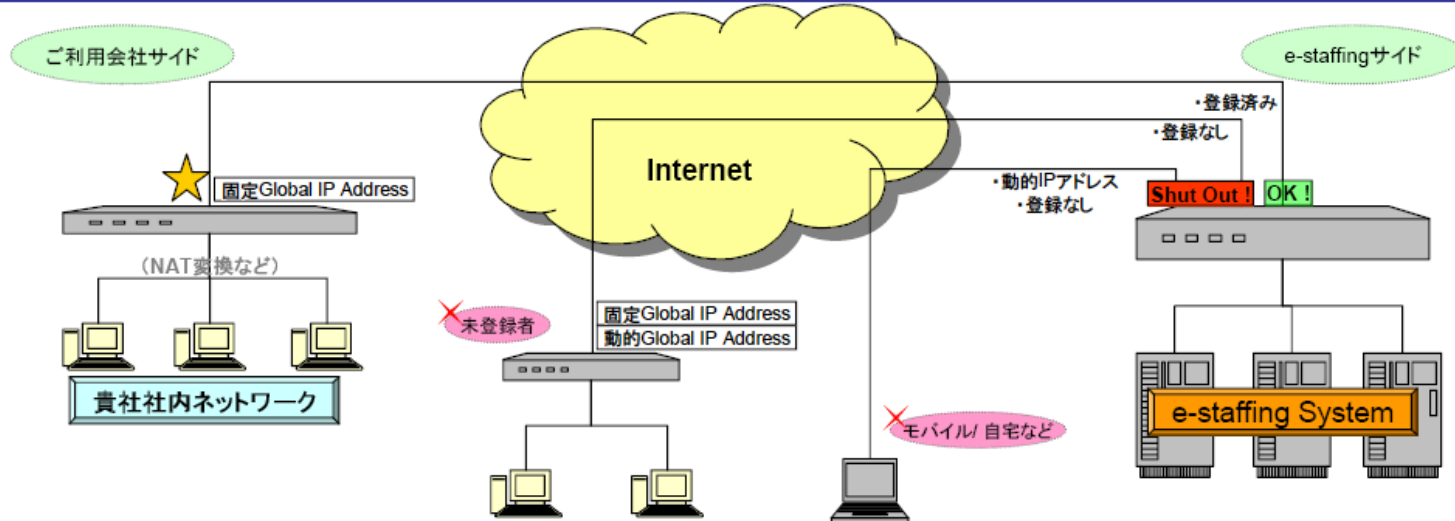 ご利用会社サイド
e-staffingサイド
・登録済み
・登録なし
Internet
・動的IPアドレス
・登録なし
Shut Out !
OK !
固定Global IP Address
(NAT変換など)
未登録者
固定Global IP Address
動的Global IP Address
貴社社内ネットワーク
モバイル/ 自宅など
e-staffing System